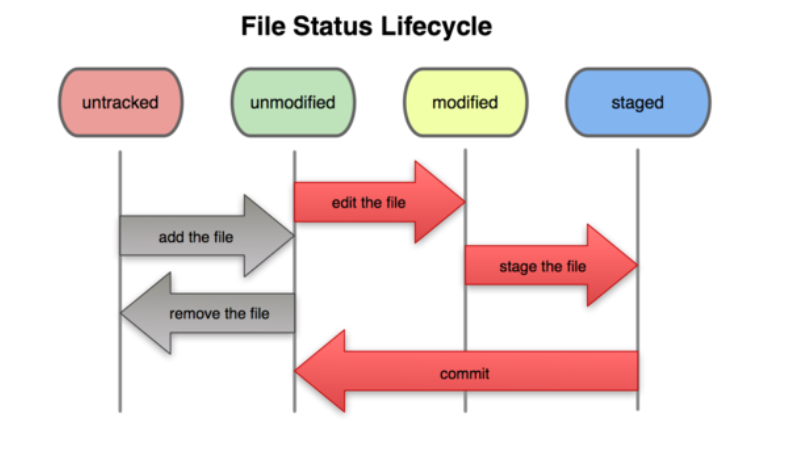 File Status Lifecycle
untracked
unmodified
modified
staged
edit the file
add the file
stage the file
remove the file
commit